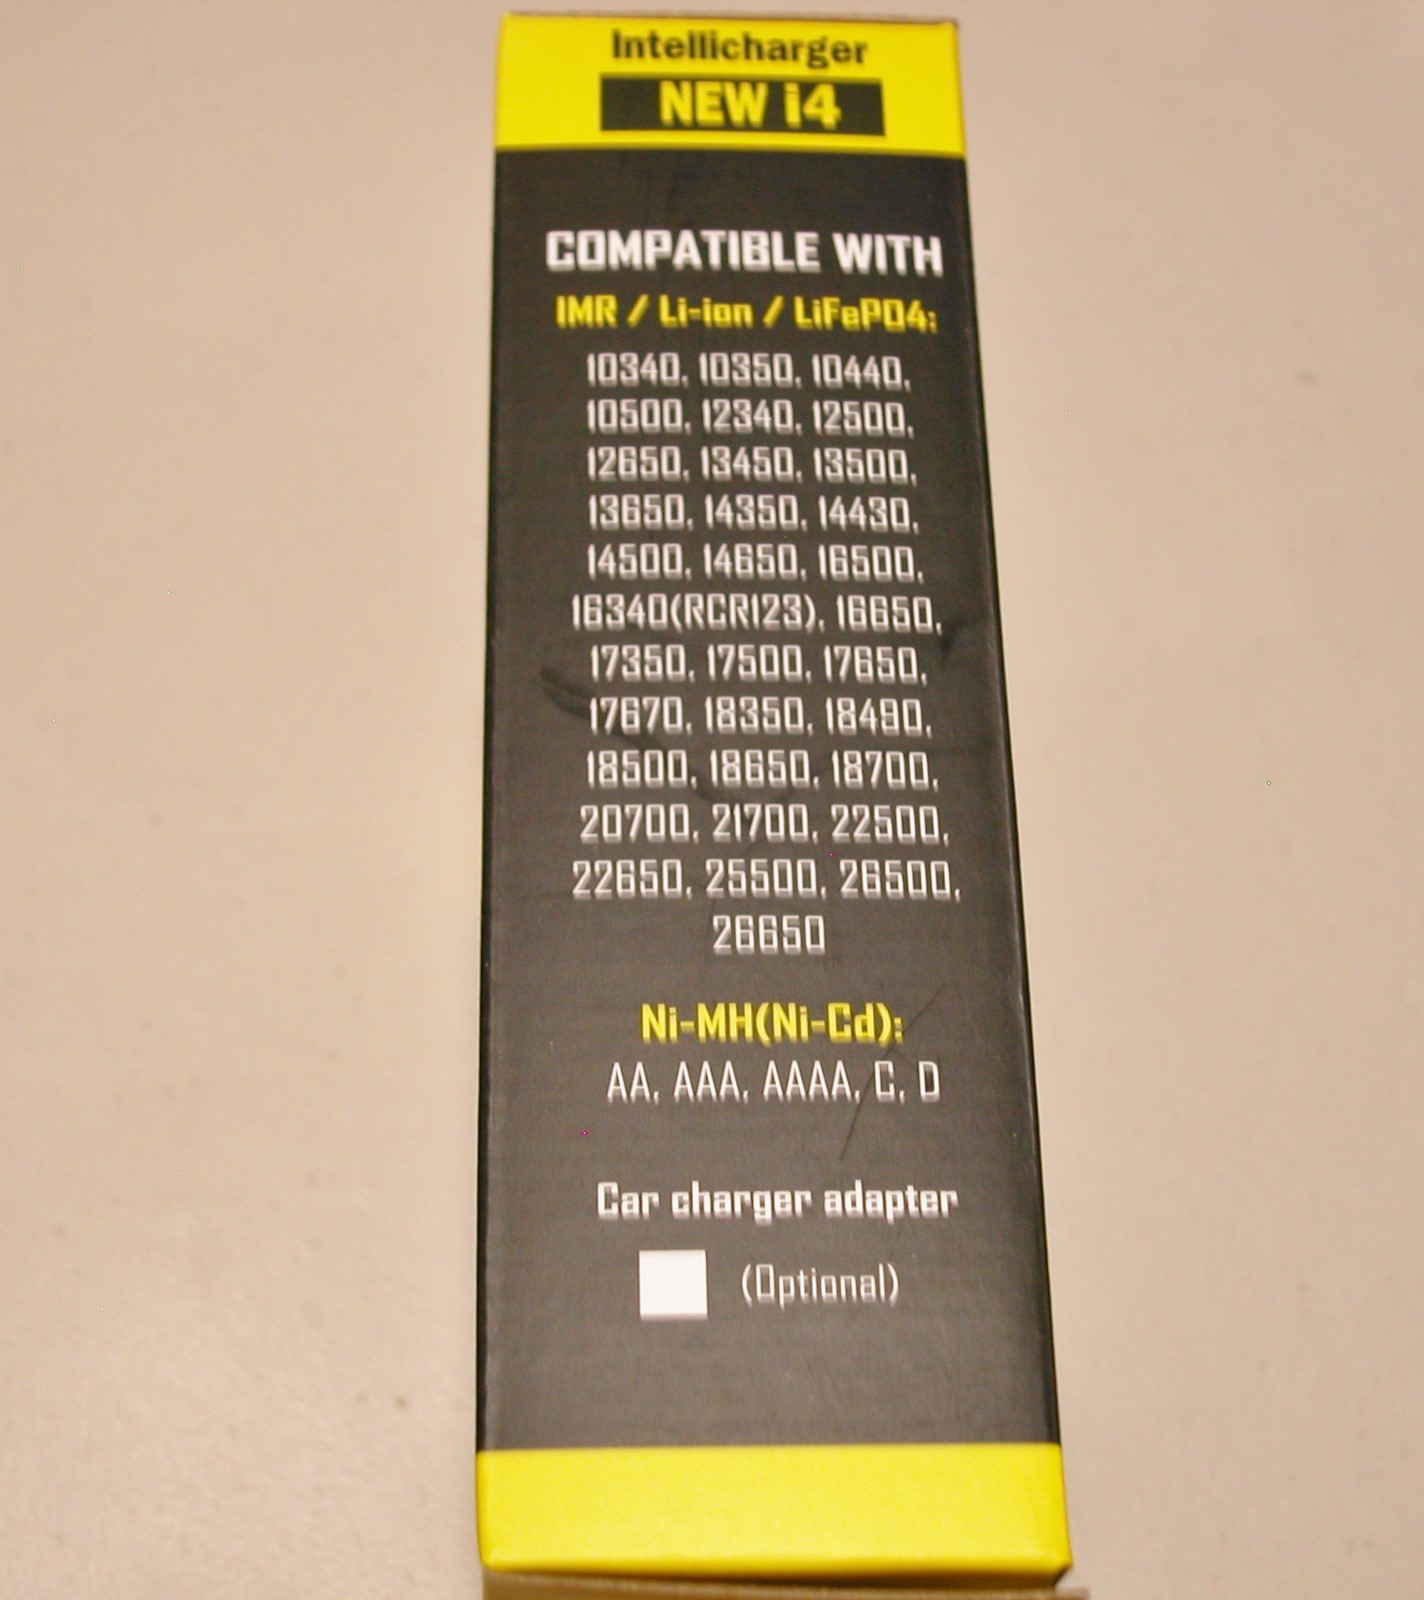 Intellicharger
NEW i4
COMPATIBLE WITH
IMR / Li-ion / LiFePO4:
10340, 10350, 10440,
10500, 12340, 12500,
12650, 13450, 13500,
13650, 14350, 14430,
14500, 14650, 16500,
16340(RCR123), 16650,
17350, 17500, 17650,
17670, 18350, 18490,
18500, 18650, 18700,
20700, 21700, 22500,
22650, 25500, 26500,
26650
Ni-MH(Ni-Cd):
AA, AAA, AAAA, C, D
Car charger adapter
(Optional)